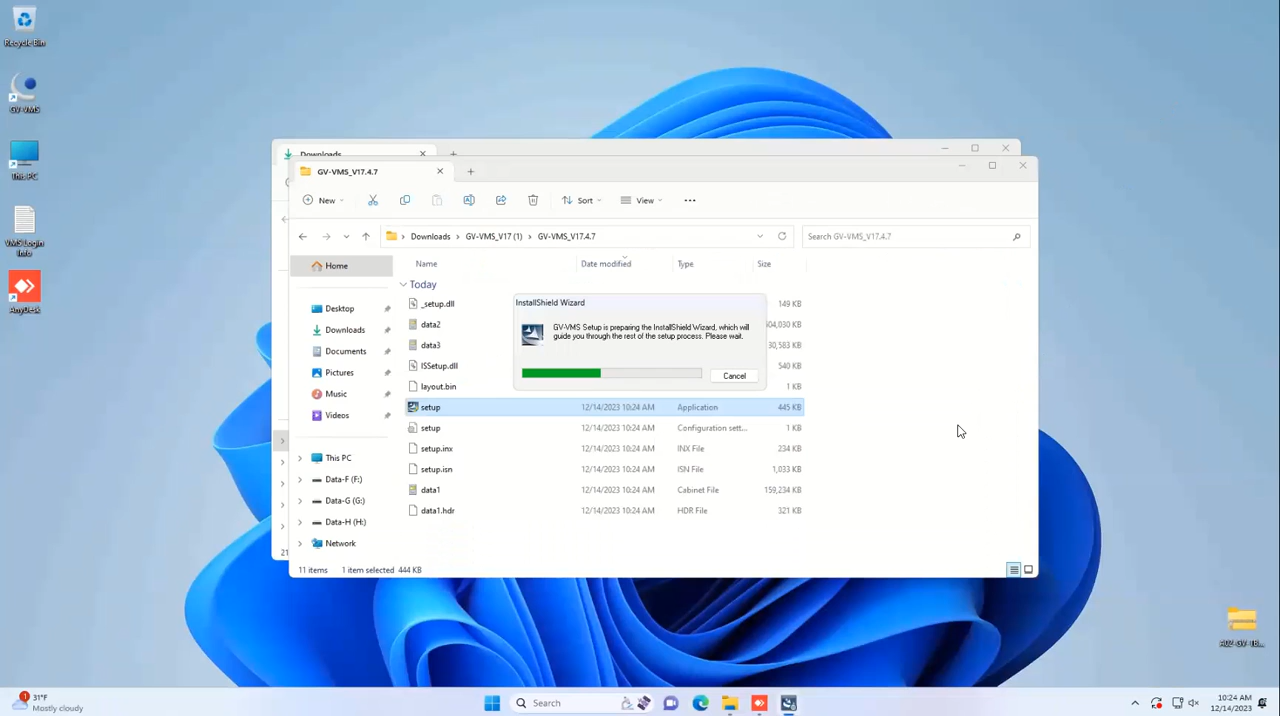 Recycle Bin
GV-VMS
This PC
VMS Login
Info
AnyDesk
Downloads
GV-VMS_V17.4.7
New
Sort
View
Downloads
GV-VMS_V17 (1)
GV-VMS_V17.4.7
Search GV-VMS_V17.4.7
Home
Desktop
Downloads
Documents
Pictures
Music
Videos
This PC
Data-F (F:)
Data-G (G:)
Data-H (H:)
Network
Name Date modified Type Size
Today
_setup.dll 149 KB
data2
data3
ISSetup.dll 540 KB
layout.bin 1 KB
setup 12/14/2023 10:24 AM Application 445 KB
setup 12/14/2023 10:24 AM Configuration sett... 1 KB
setup.inx 12/14/2023 10:24 AM INX File 234 KB
setup.isn 12/14/2023 10:24 AM ISN File 1,033 KB
data1 12/14/2023 10:24 AM Cabinet File 159,234 KB
data1.hdr 12/14/2023 10:24 AM HDR File 321 KB
InstallShield Wizard
GV-VMS Setup is preparing the InstallShield Wizard, which will
guide you through the rest of the setup process. Please wait.
Cancel
11 items 1 item selected 444 KB
21
A02-GV-TB...
1
31°F
Mostly cloudy
Search
10:24 AM
12/14/2023